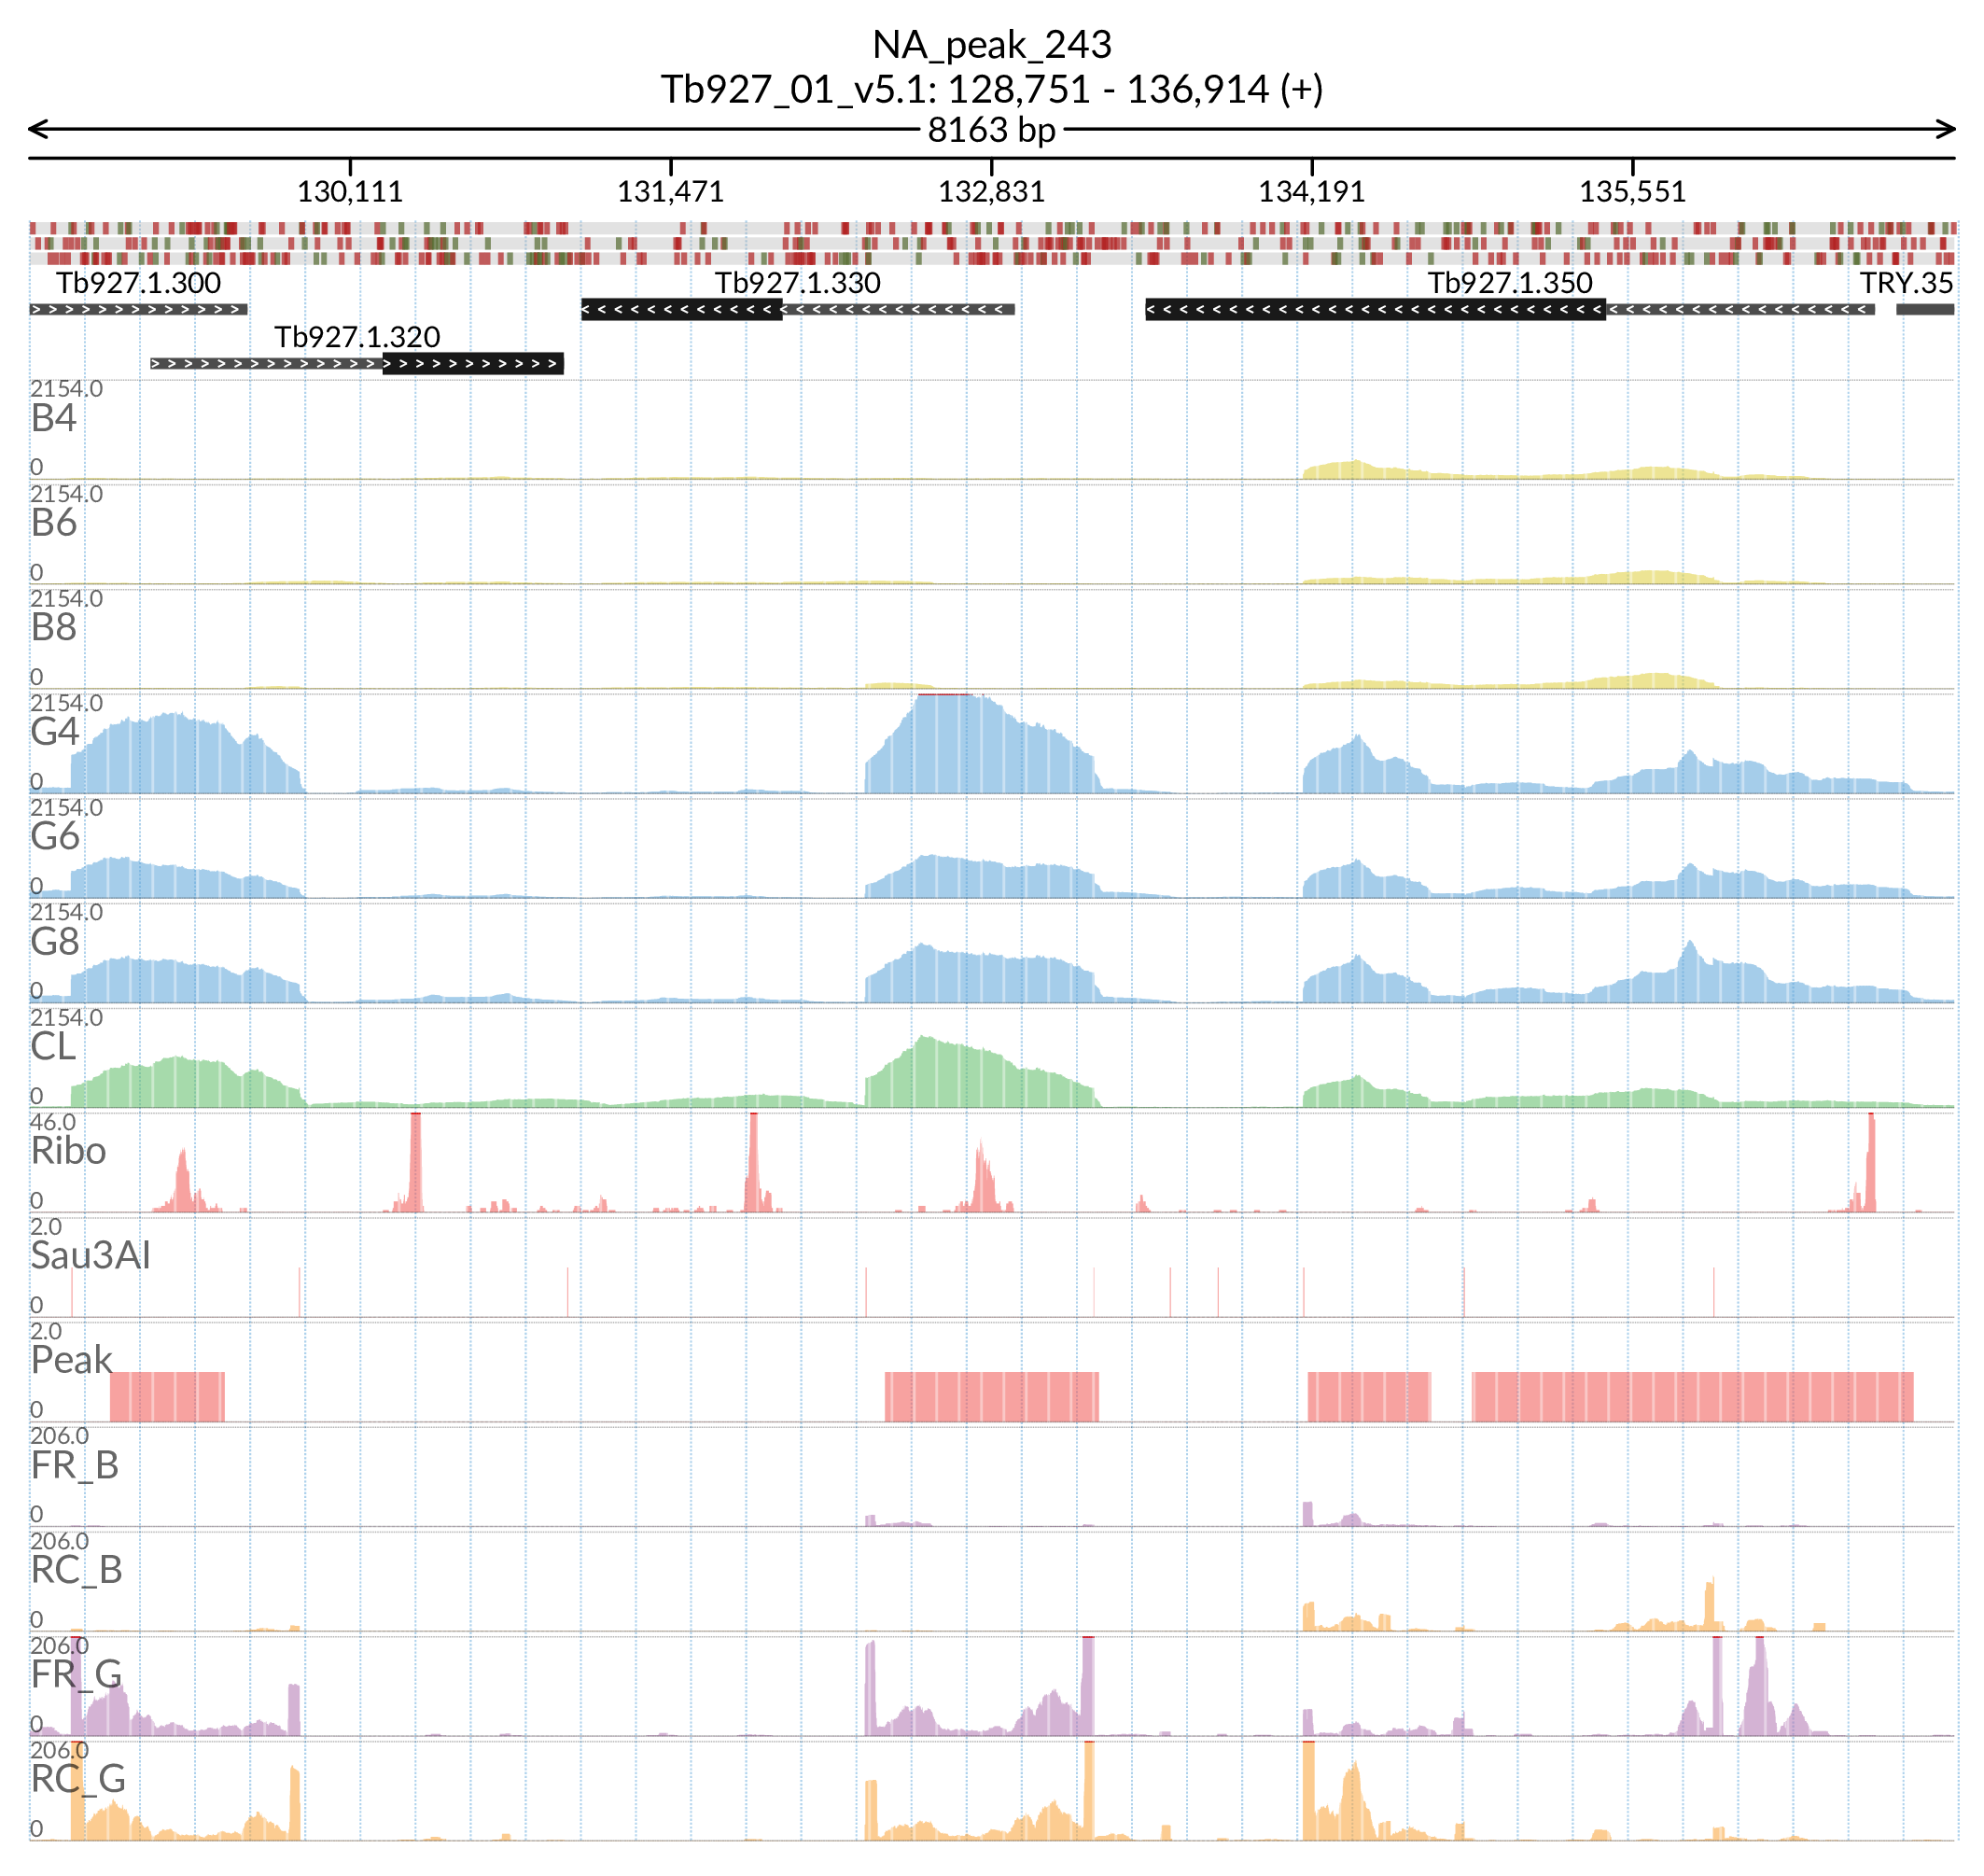 NA_peak_243
Tb927_01_v5.1: 128,751 - 136,914 (+)
8163 bp
130,111 131,471 132,831 134,191 135,551
Tb927.1.300 Tb927.1.330 Tb927.1.350 TRY.35
Tb927.1.320
2154.0
B4
0
2154.0
B6
0
2154.0
B8
0
2154.0
G4
0
2154.0
G6
0
2154.0
G8
0
2154.0
CL
0
46.0
Ribo
0
2.0
Sau3AI
0
2.0
Peak
0
206.0
FR_B
0
206.0
RC_B
0
206.0
FR_G
0
206.0
RC_G
0